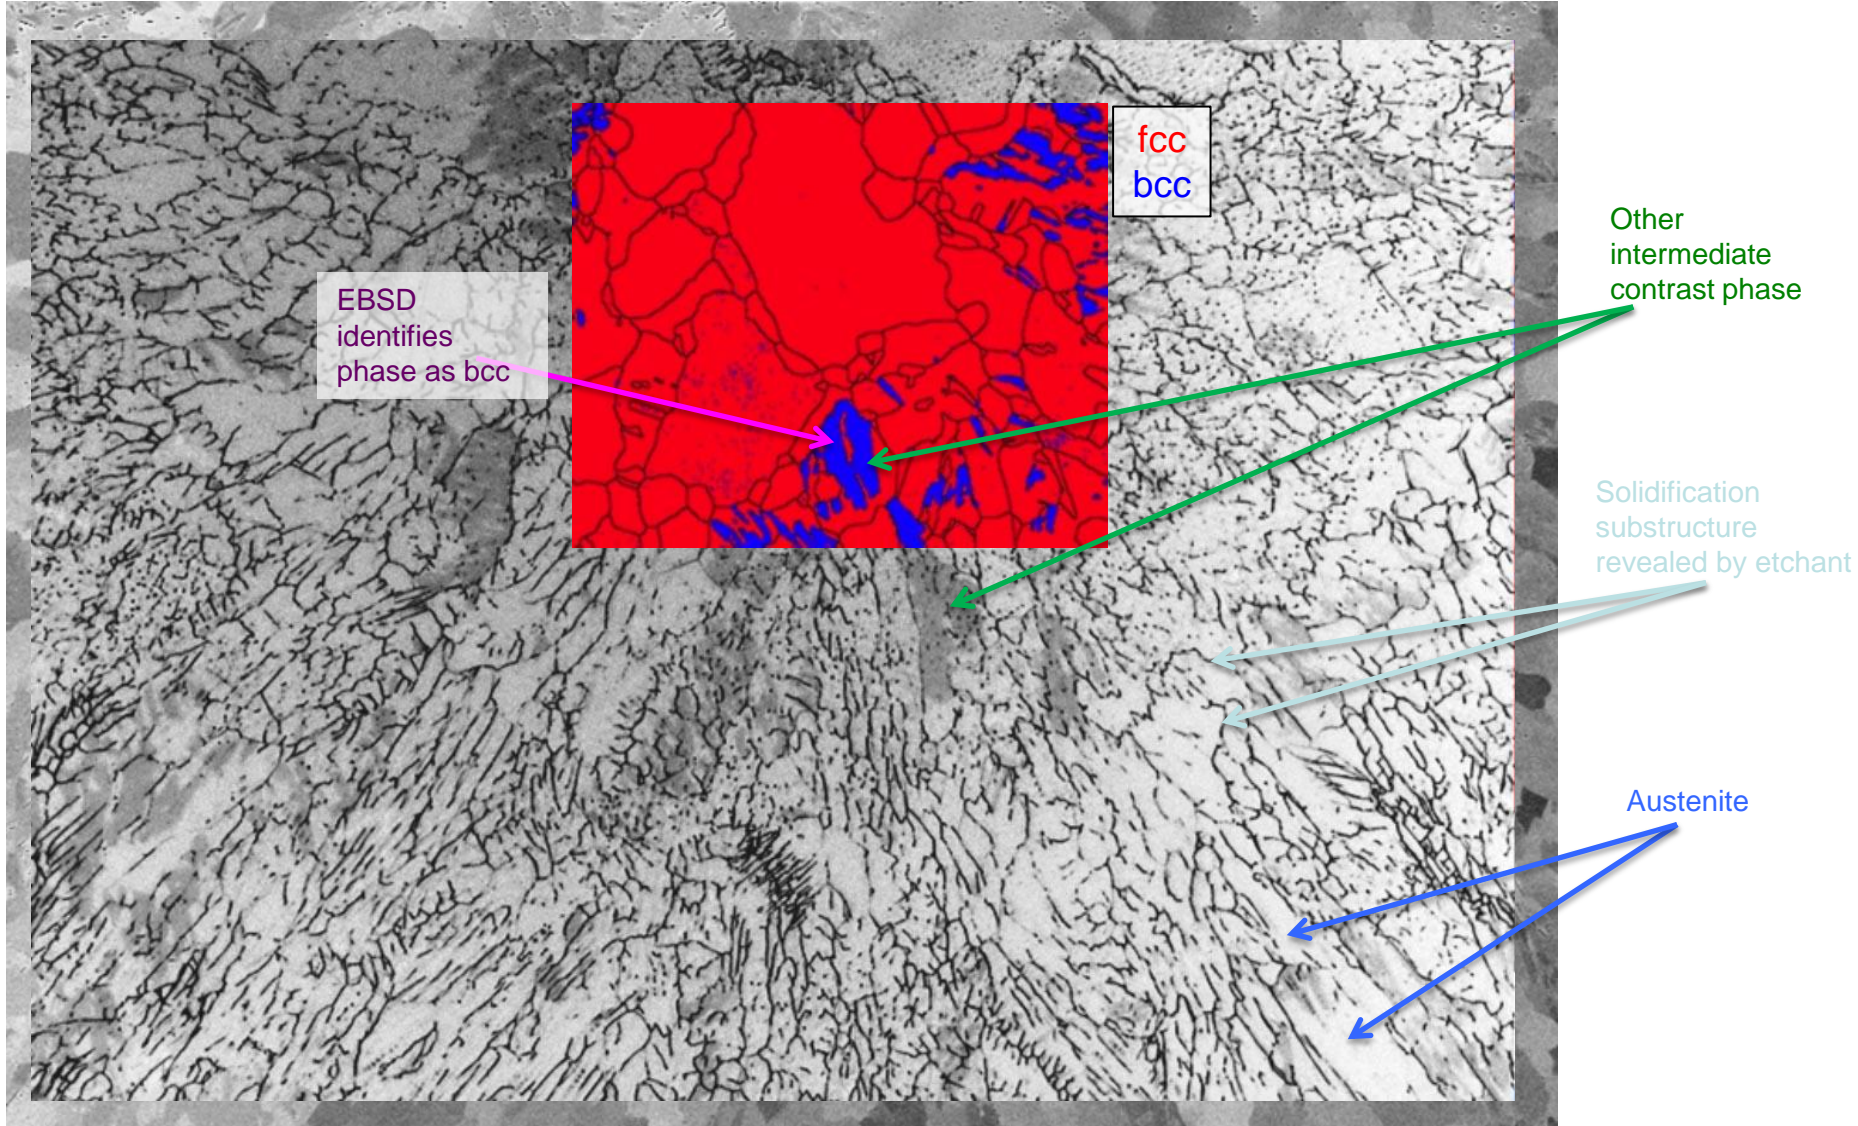 fcc
bcc
Other
intermediate
contrast phase
EBSD
identifies
phase as bcc
Solidification
substructure
revealed by etchant
Austenite